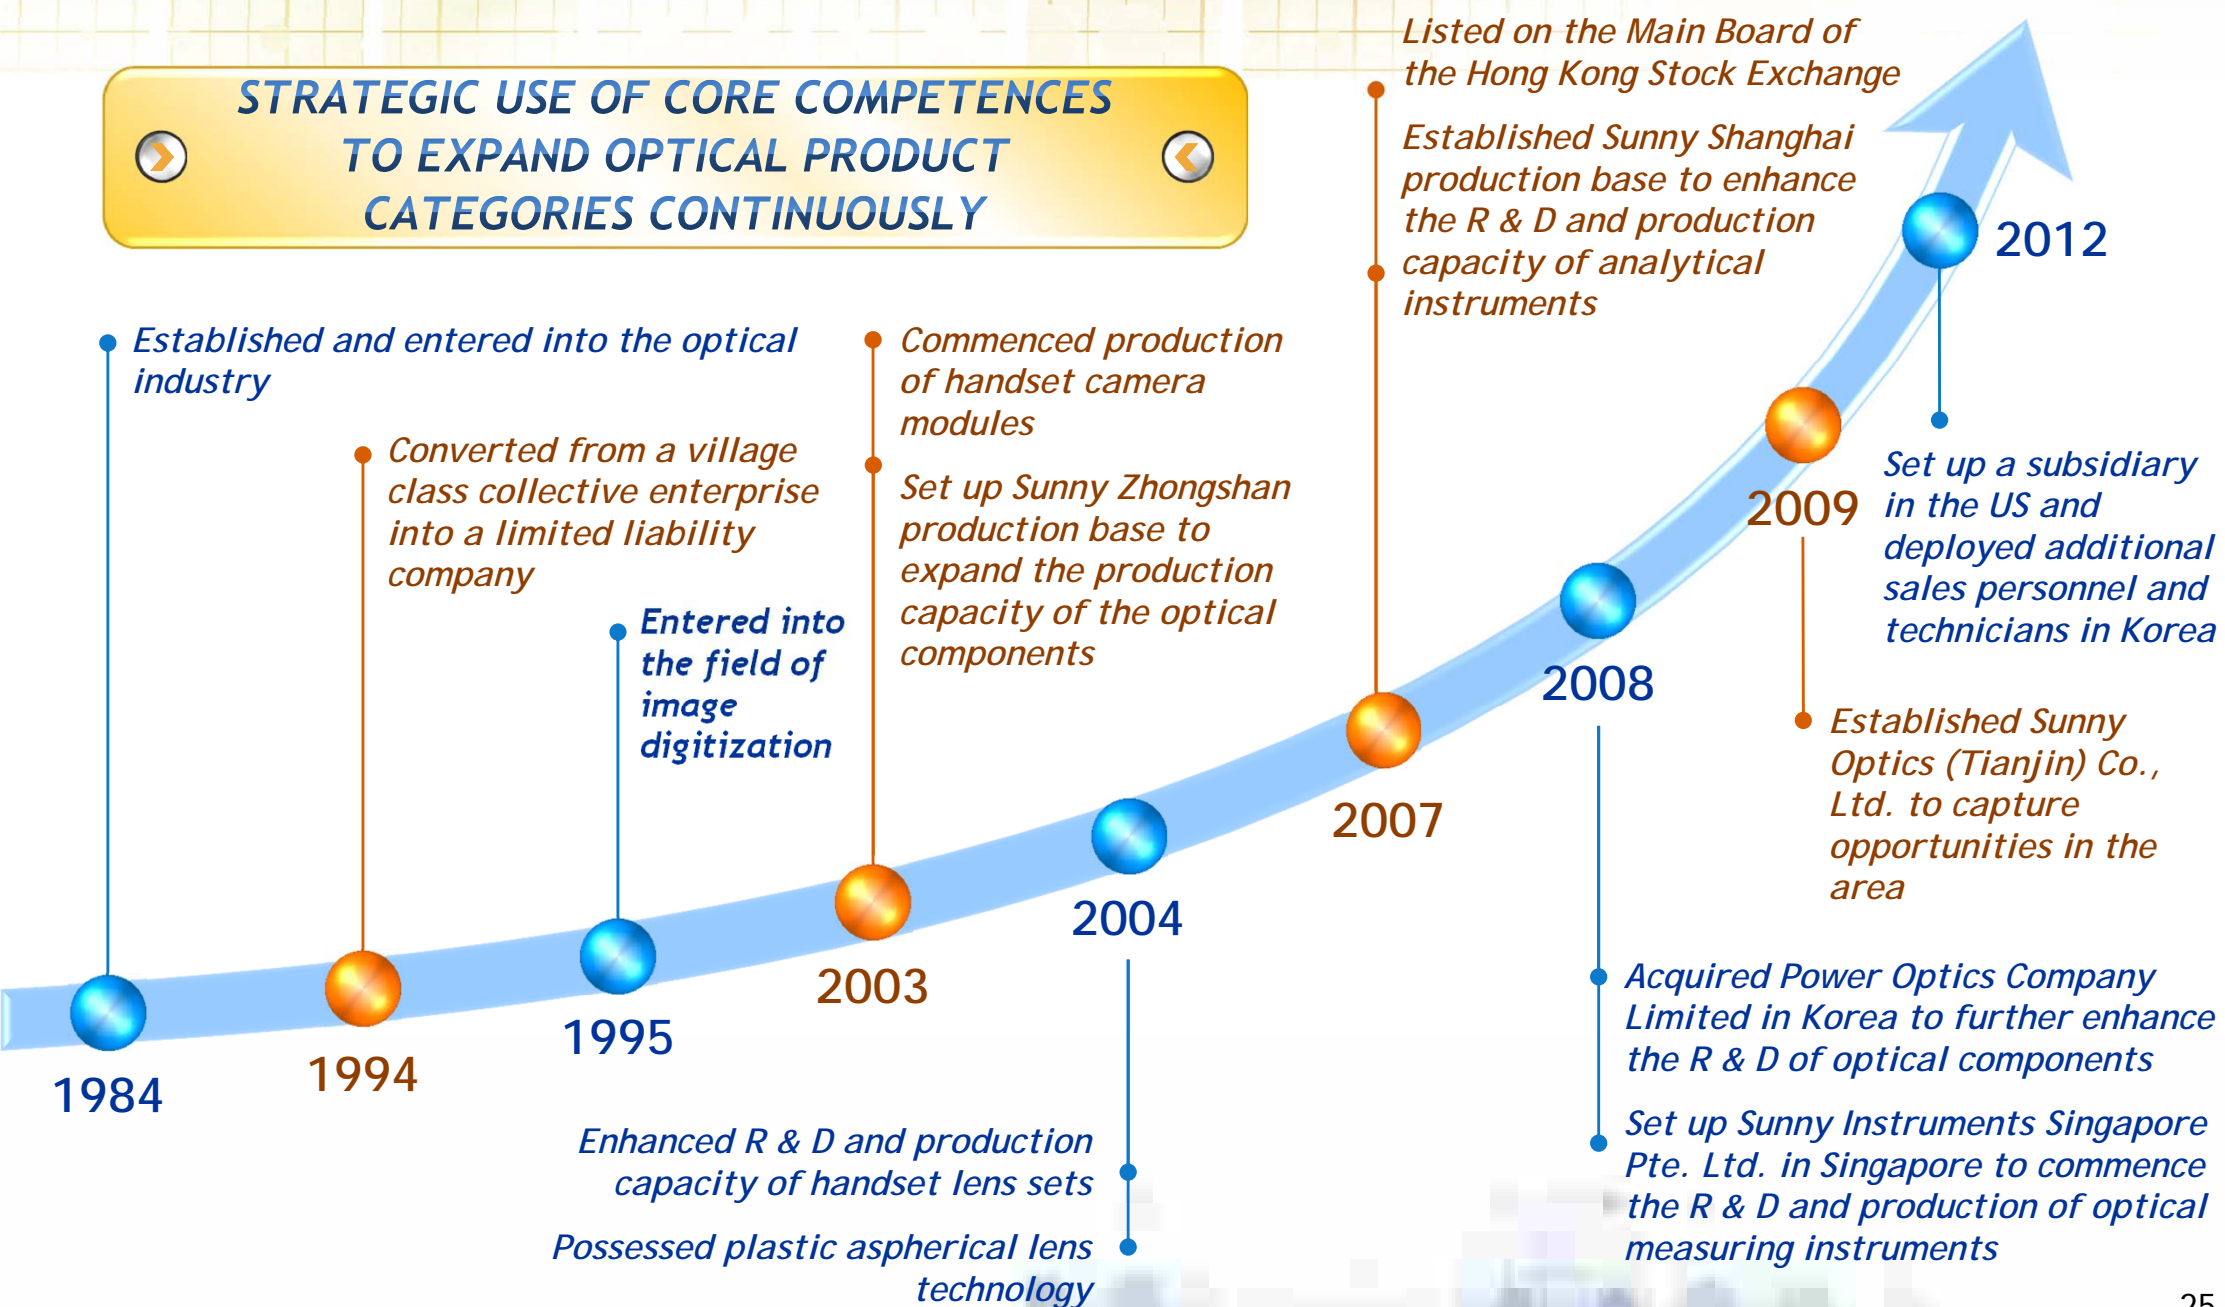 STRATEGIC USE OF CORE COMPETENCES
TO EXPAND OPTICAL PRODUCT
CATEGORIES CONTINUOUSLY
Established and entered into the optical
industry
1984
Converted from a village
class collective enterprise
into a limited liability
company
1994
Entered into
the field of
image
digitization
1995
Commenced production
of handset camera
modules
Set up Sunny Zhongshan
production base to
expand the production
capacity of the optical
components
2003
2004
Enhanced R & D and production
capacity of handset lens sets
Possessed plastic aspherical lens
technology
Listed on the Main Board of
the Hong Kong Stock Exchange
Established Sunny Shanghai
production base to enhance
the R & D and production
capacity of analytical
instruments
2007
2008
Acquired Power Optics Company
Limited in Korea to further enhance
the R & D of optical components
Set up Sunny Instruments Singapore
Pte. Ltd. in Singapore to commence
the R & D and production of optical
measuring instruments
2009
Established Sunny
Optics (Tianjin) Co.,
Ltd. to capture
opportunities in the
area
2012
Set up a subsidiary
in the US and
deployed additional
sales personnel and
technicians in Korea
25